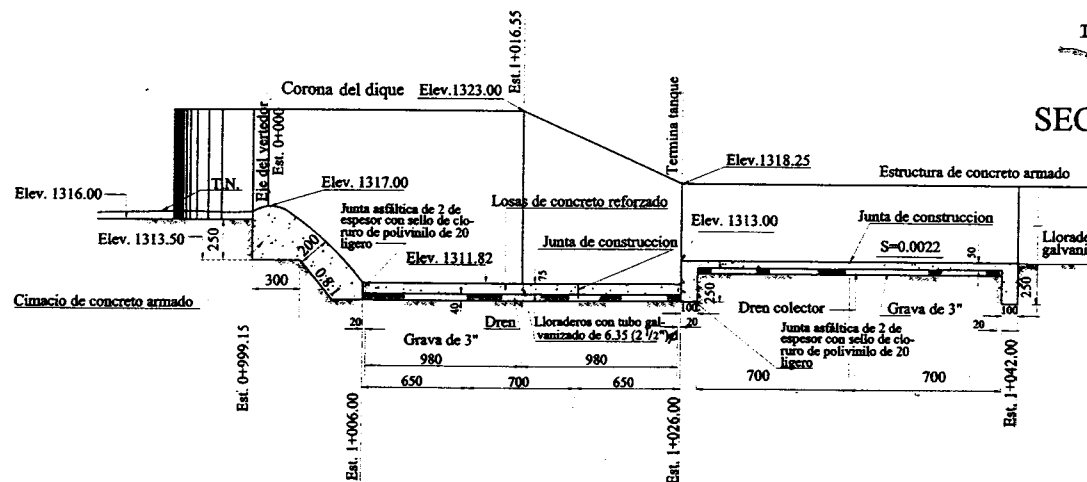 Est.1+016.55
Corona del dique
Elev.1323.00
Eje del vertedor
Est. 0+000
Termina tanque
SEC
Elev.1318.25
Elev. 1316.00
T.N.
Elev. 1317.00
Estructura de concreto armado
Junta asfáltica de 2 de
espesor con sello de clo-
ruro de polivinilo de 20
ligero
Losas de concreto reforzado
Elev. 1313.00
Junta de construccion
Elev. 1313.50
250
200
Junta de construccion
S=0.0022
50
Llorade
galvani
Elev. 1311.82
75
300
1:8:0
40
100
250
Dren colector
Grava de 3"
100
250
Cimacio de concreto armado
20
Dren
Lloraderos con tubo gal-
vanizado de 6.35 (2 1/2")ø
20
Junta asfáltica de 2 de
espesor con sello de clo-
ruro de polivinilo de 20
ligero
20
Grava de 3"
980
980
650
700
650
700
700
Est. 0+999.15
Est. 1+006.00
Est. 1+026.00
Est. 1+042.00